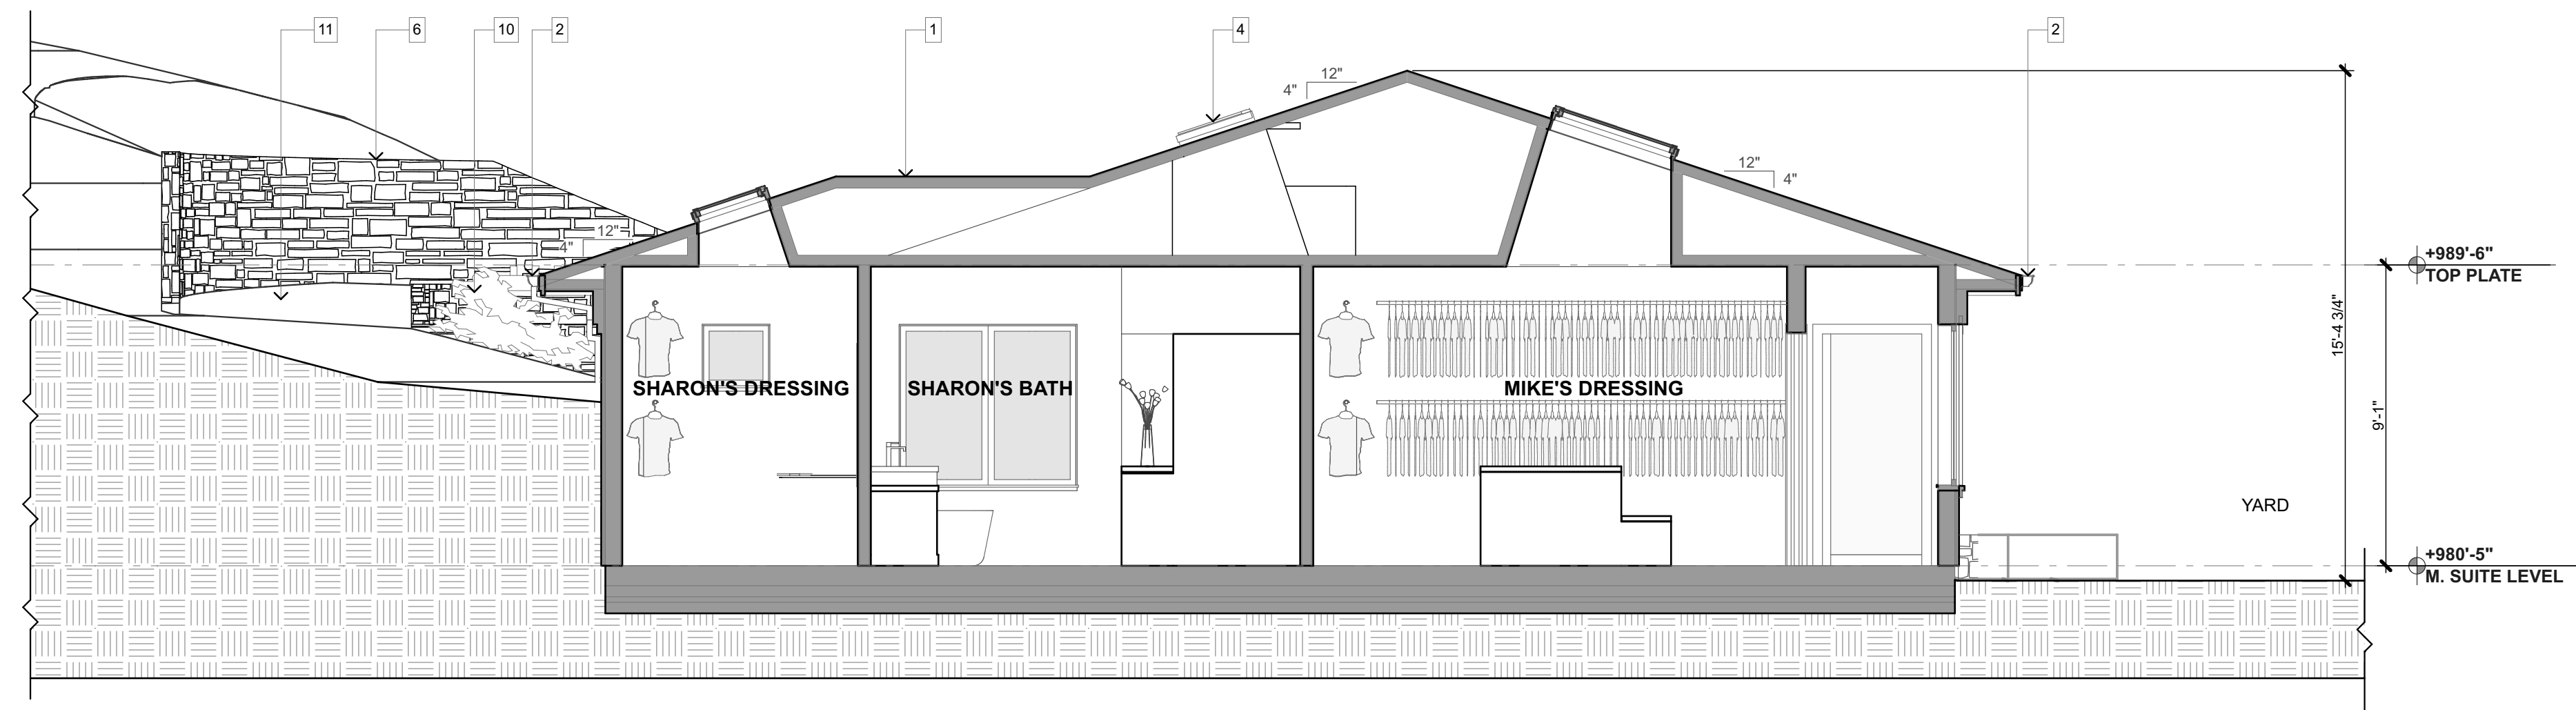 11
6
10
2
1
4
2
12"
4"
12"
4"
12"
4"
+989'-6"
TOP PLATE
15'-4 3/4"
9'-1"
SHARON'S DRESSING
SHARON'S BATH
MIKE'S DRESSING
YARD
+980'-5"
M. SUITE LEVEL